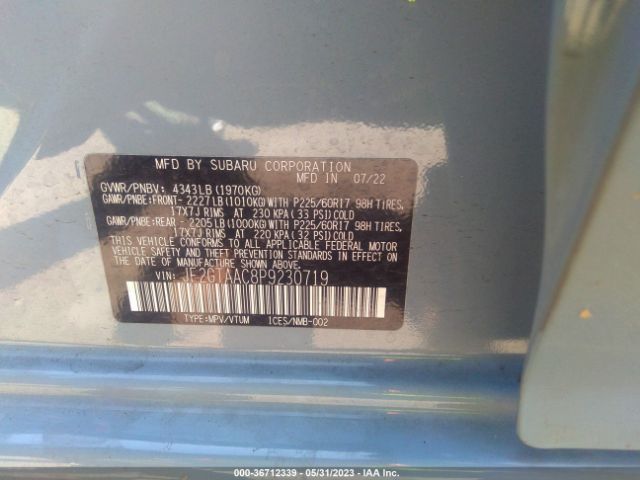 MFD BY SUBARU CORPORATION
MFD IN 07/22
GVWR/PNBV: 4343LB (1970KG)
GAWR/PNBE:FRONT- 2227LB(1010KG)WITH P225/60R17 98H TIRES,
17X7J RIMS AT 230 KPA( 33 PSI)COLD
GAWR/PNBE:REAR - 2205LB(1000KG)WITH P225/60R17 98H TIRES,
17X7J RIMS AT 220 KPA( 32 PSI)COLD
THIS VEHICLE CONFORMS TO ALL APPLICABLE FEDERAL MOTOR
VEHICLE SAFETY AND THEFT PREVENTION STANDARDS IN EFFECT ON
THE DATE OF MANUFACTURE SHOWN ABOVE.
VIN: JF2GTAAC8P9230719
TYPE:MPV/VTUM 1CES/NMB-002
000-36712339 - 05/31/2023 - IAA Inc.